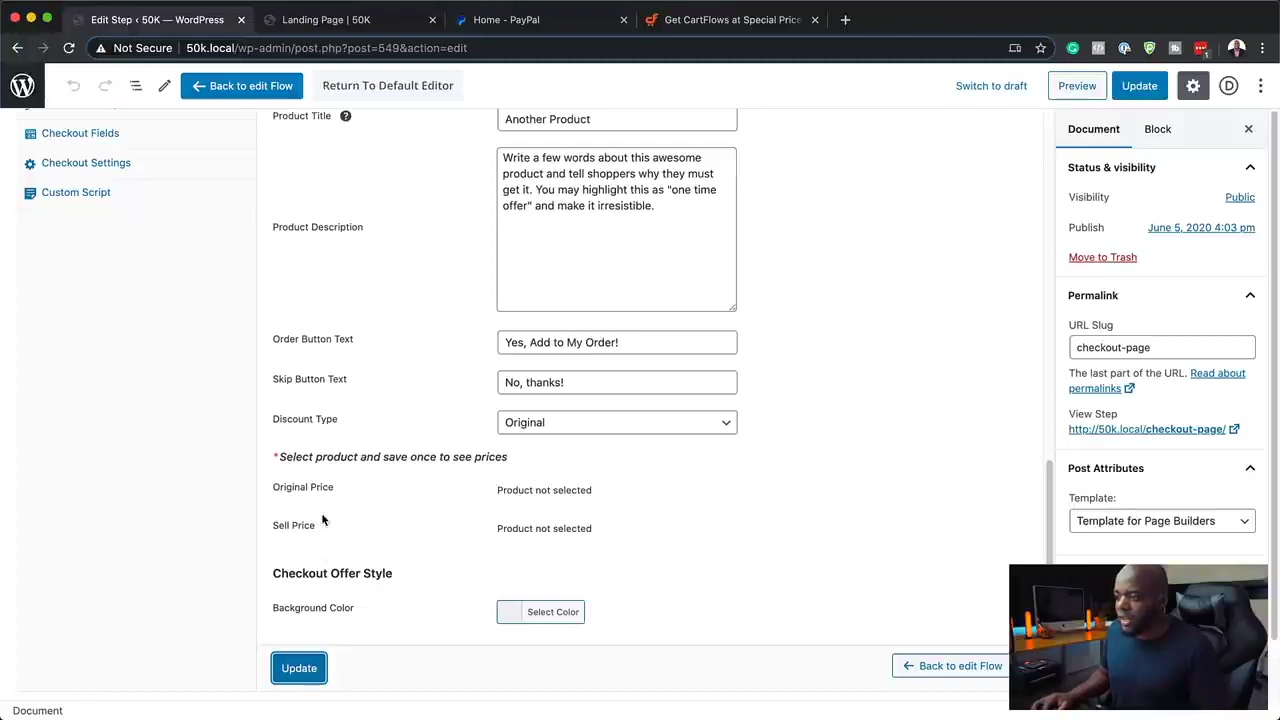 Edit Step ‹ 50K — WordPress
Landing Page | 50K
Home - PayPal
Get CartFlows at Special Price
Not Secure | 50k.local/wp-admin/post.php?post=549&action=edit
1
Back to edit Flow
Return To Default Editor
Switch to draft
Preview
Update
Checkout Fields
Checkout Settings
Custom Script
Product Title ?
Another Product
Product Description
Write a few words about this awesome
product and tell shoppers why they must
get it. You may highlight this as "one time
offer" and make it irresistible.
Order Button Text
Yes, Add to My Order!
Skip Button Text
No, thanks!
Discount Type
Original
*Select product and save once to see prices
Original Price
Product not selected
Sell Price
Product not selected
Checkout Offer Style
Background Color
Select Color
Update
Back to edit Flow
Document
Block
Status & visibility
Visibility
Public
Publish
June 5, 2020 4:03 pm
Move to Trash
Permalink
URL Slug
checkout-page
The last part of the URL. Read about
permalinks
View Step
http://50k.local/checkout-page/
Post Attributes
Template:
Template for Page Builders
Document